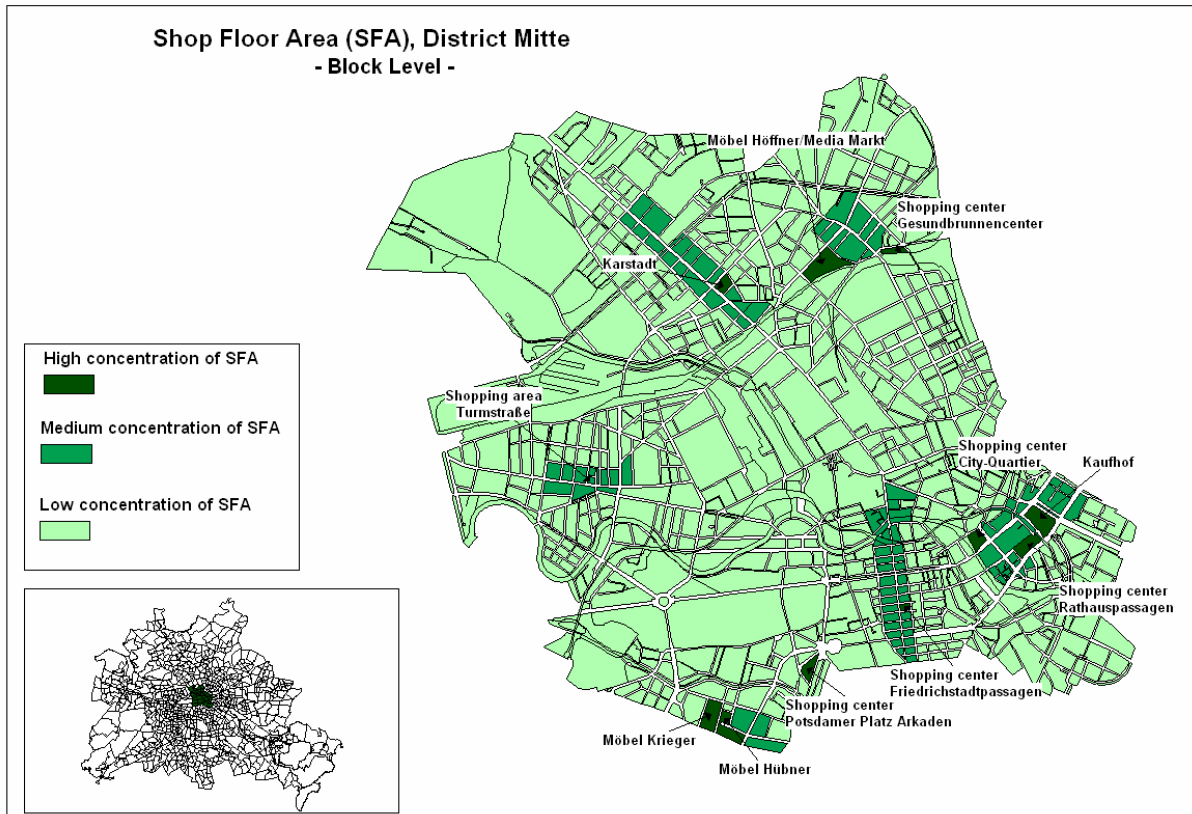 Shop Floor Area (SFA), District Mitte
- Block Level -
Möbel Höffner/Media Markt
Shopping center
Gesundbrunnencenter
Karstadt
High concentration of SFA
Medium concentration of SFA
Low concentration of SFA
Shopping area
Turmstraße
Shopping center
City-Quartier
Kaufhof
Shopping center
Rathauspassagen
Shopping center
Friedrichstadtpassagen
Shopping center
Potsdamer Platz Arkaden
Möbel Krieger
Möbel Hübner